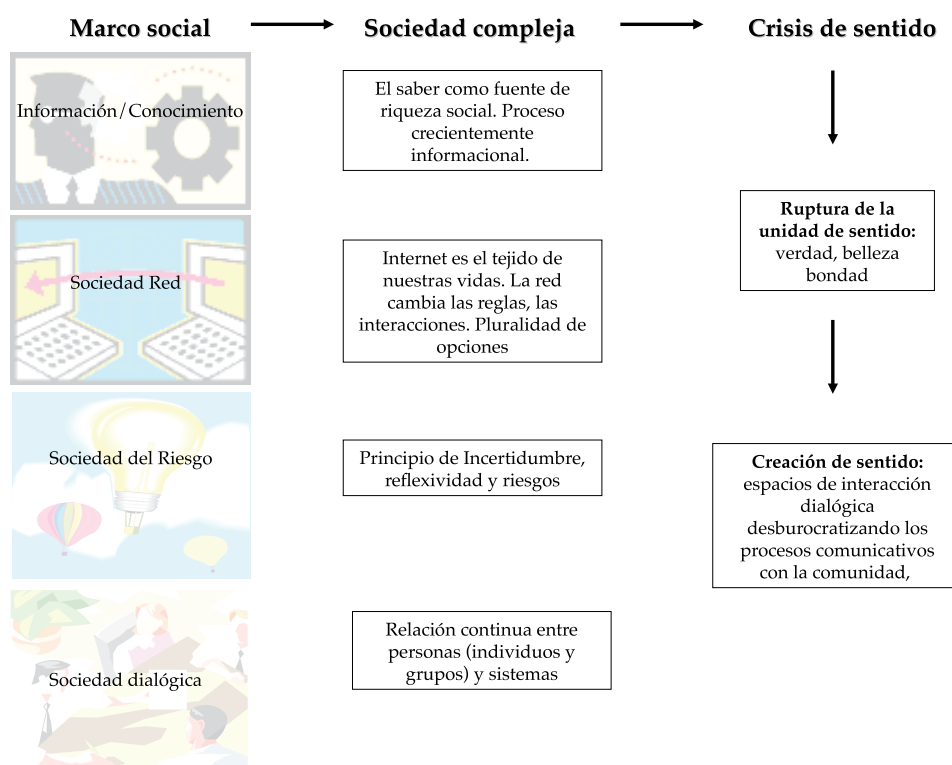 Marco social
Sociedad compleja
Crisis de sentido
Información/Conocimiento
El saber como fuente de
riqueza social. Proceso
crecientemente
informacional.
Ruptura de la
unidad de sentido:
verdad, belleza
bondad
Sociedad Red
Internet es el tejido de
nuestras vidas. La red
cambia las reglas, las
interacciones. Pluralidad de
opciones
Sociedad del Riesgo
Principio de Incertidumbre,
reflexividad y riesgos
Creación de sentido:
espacios de interacción
dialógica
desburocratizando los
procesos comunicativos
con la comunidad,
Sociedad dialógica
Relación continua entre
personas (individuos y
grupos) y sistemas